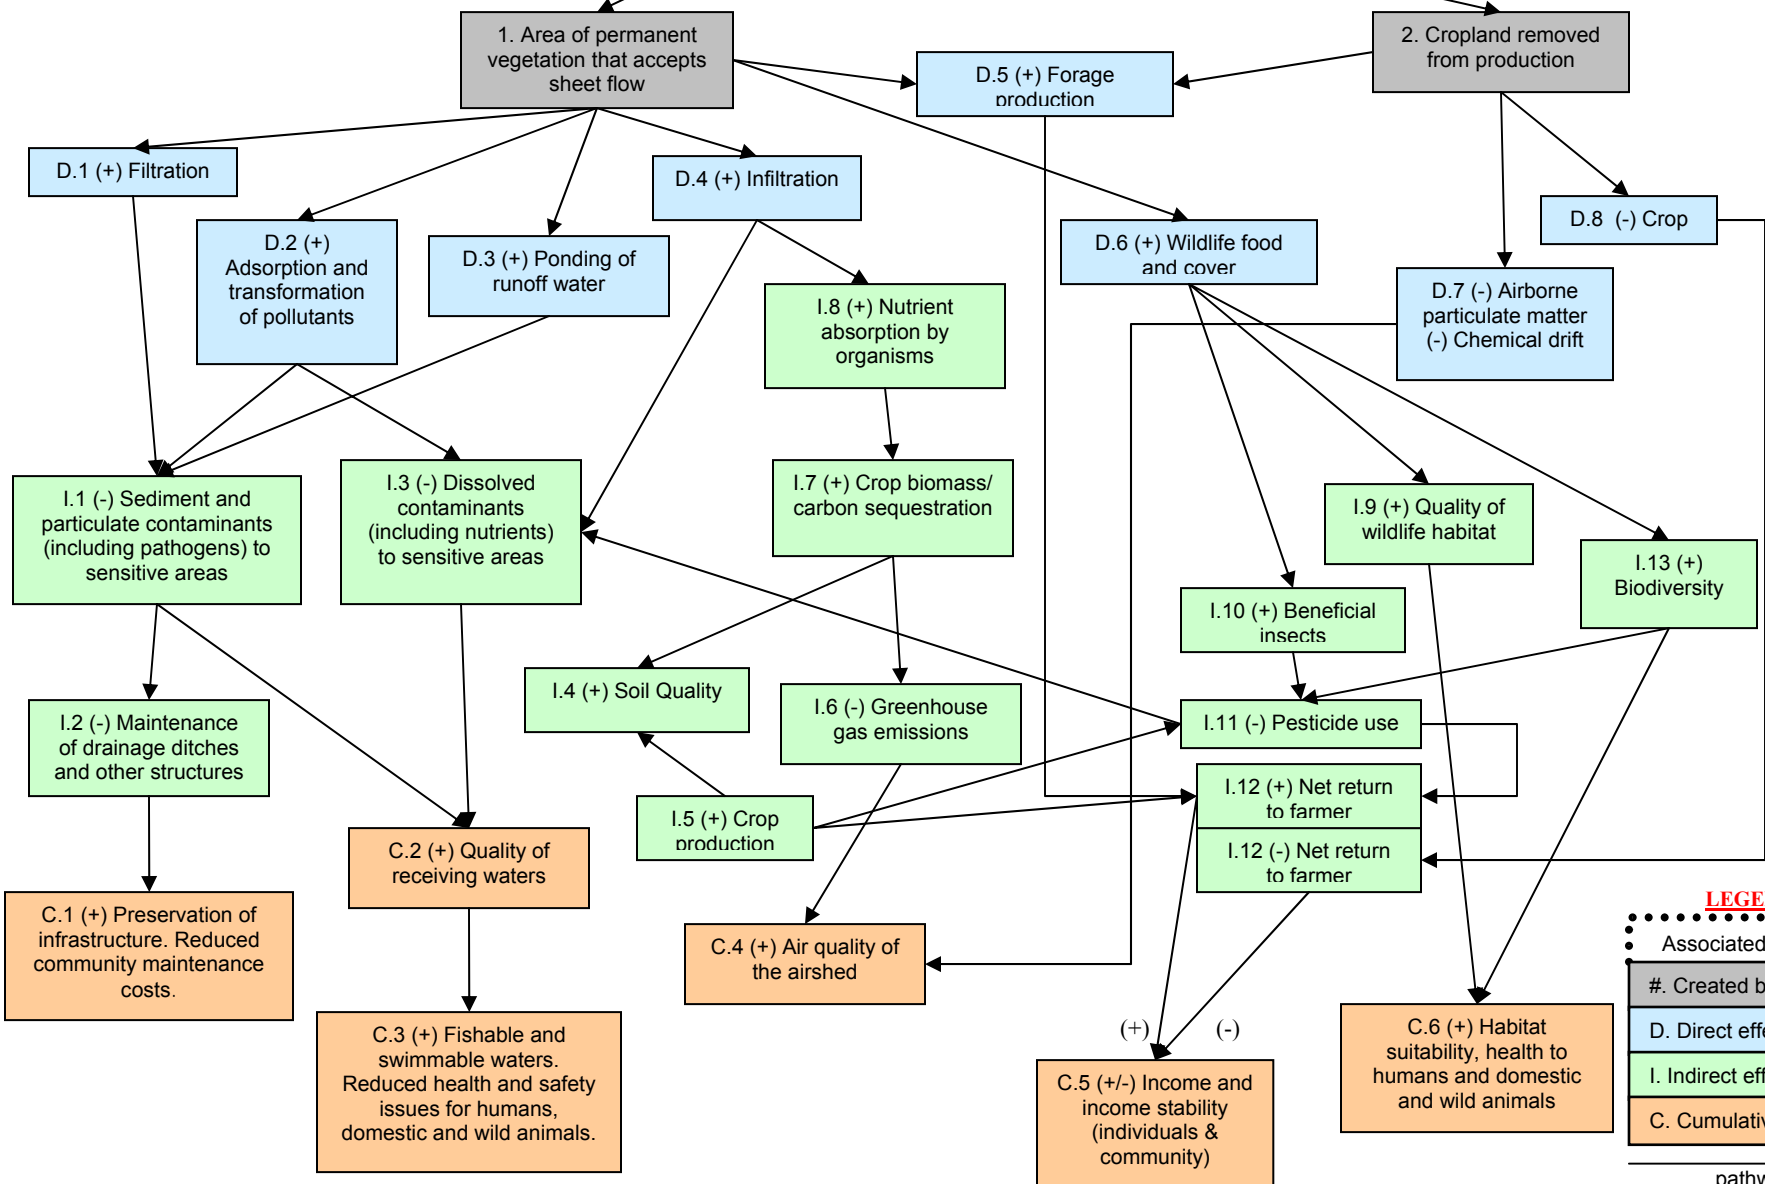 1. Area of permanent
vegetation that accepts
sheet flow
2. Cropland removed
from production
D.5 (+) Forage
production
D.1 (+) Filtration
D.4 (+) Infiltration
D.2 (+)
Adsorption and
transformation
of pollutants
D.3 (+) Ponding of
runoff water
D.6 (+) Wildlife food
and cover
D.8 (-) Crop
D.7 (-) Airborne
particulate matter
(-) Chemical drift
I.8 (+) Nutrient
absorption by
organisms
I.1 (-) Sediment and
particulate contaminants
(including pathogens) to
sensitive areas
I.3 (-) Dissolved
contaminants
(including nutrients)
to sensitive areas
I.7 (+) Crop biomass/
carbon sequestration
I.9 (+) Quality of
wildlife habitat
I.13 (+)
Biodiversity
I.10 (+) Beneficial
insects
I.4 (+) Soil Quality
I.6 (-) Greenhouse
gas emissions
I.11 (-) Pesticide use
I.2 (-) Maintenance
of drainage ditches
and other structures
I.5 (+) Crop
production
I.12 (+) Net return
to farmer
I.12 (-) Net return
to farmer
C.2 (+) Quality of
receiving waters
C.1 (+) Preservation of
infrastructure. Reduced
community maintenance
costs.
C.4 (+) Air quality of
the airshed
C.3 (+) Fishable and
swimmable waters.
Reduced health and safety
issues for humans,
domestic and wild animals.
(+) (-)
C.5 (+/-) Income and
income stability
(individuals &
community)
C.6 (+) Habitat
suitability, health to
humans and domestic
and wild animals
LEGE
Associated
#. Created b
D. Direct effe
I. Indirect eff
C. Cumulativ
pathw